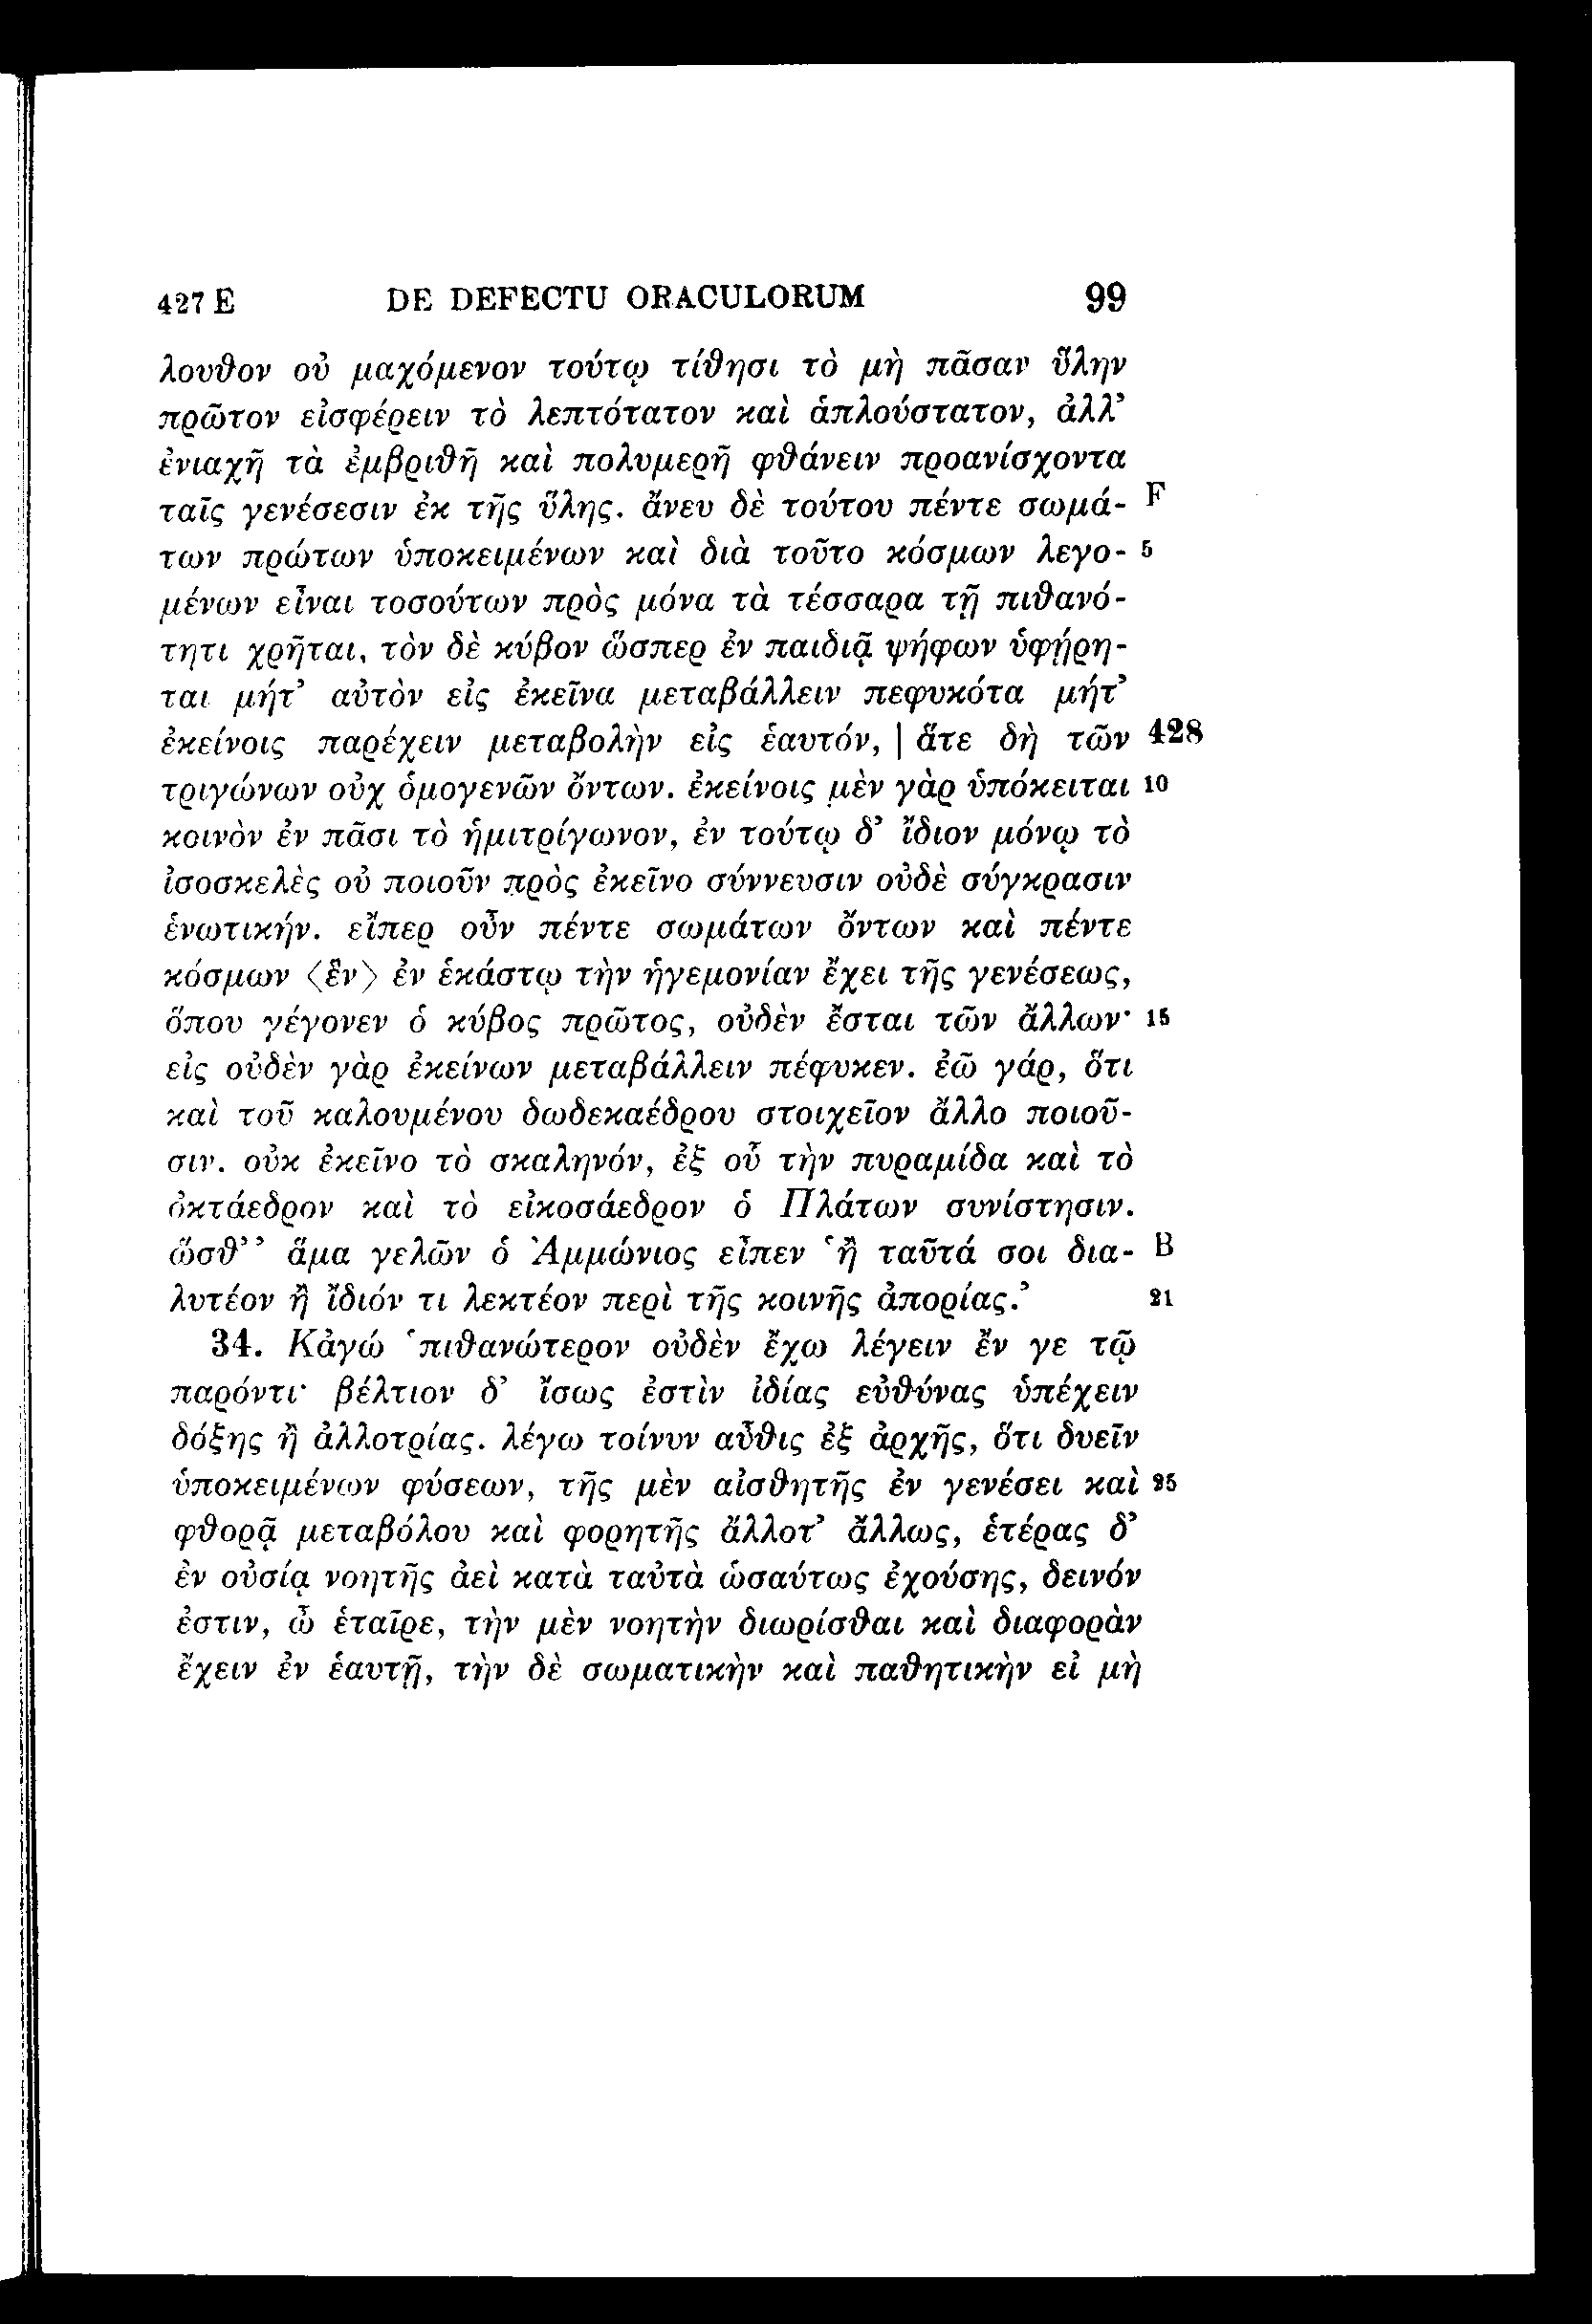 427 E DE DEFECTU ORACULORUM 99
λουθον οὐ μαχόμενον τούτῳ τίθησι τὸ μὴ πᾶσαν ὕλην
πρῶτον εἰσφέρειν τὸ λεπτότατον καὶ ἁπλούστατον, ἀλλ’
ἐνιαχῆ τὰ ἐμβριθῆ καὶ πολυμερῆ φθάνειν προανίσχοντα
ταῖς γενέσεσιν ἐκ τῆς ὕλης. ἄνευ δὲ τούτου πέντε σωμά- F
των πρώτων ὑποκειμένων καὶ διὰ τοῦτο κόσμων λεγο- 5
μένων εἶναι τοσούτων πρὸς μόνα τὰ τέσσαρα τῇ πιθανό-
τητι χρῆται, τὸν δὲ κύβον ὥσπερ ἐν παιδιᾷ ψήφων ὑφῄρη-
ται μήτ’ αὐτὸν εἰς ἐκεῖνα μεταβάλλειν πεφυκότα μήτ’
ἐκείνοις παρέχειν μεταβολὴν εἰς ἑαυτόν, | ἅτε δὴ τῶν 428
τριγώνων οὐχ ὁμογενῶν ὄντων. ἐκείνοις μὲν γὰρ ὑπόκειται 10
κοινὸν ἐν πᾶσι τὸ ἡμιτρίγωνον, ἐν τούτῳ δ’ ἴδιον μόνῳ τὸ
ἰσοσκελὲς οὐ ποιοῦν πρὸς ἐκεῖνο σύννευσιν οὐδὲ σύγκρασιν
ἑνωτικήν. εἴπερ οὖν πέντε σωμάτων ὄντων καὶ πέντε
κόσμων ⟨ἓν⟩ ἐν ἑκάστῳ τὴν ἡγεμονίαν ἔχει τῆς γενέσεως,
ὅπου γέγονεν ὁ κύβος πρῶτος, οὐδὲν ἔσται τῶν ἄλλων· 15
εἰς οὐδὲν γὰρ ἐκείνων μεταβάλλειν πέφυκεν. ἐῶ γάρ, ὅτι
καὶ τοῦ καλουμένου δωδεκαέδρου στοιχεῖον ἄλλο ποιοῦ-
σιν. οὐκ ἐκεῖνο τὸ σκαληνόν, ἐξ οὗ τὴν πυραμίδα καὶ τὸ
ὀκτάεδρον καὶ τὸ εἰκοσάεδρον ὁ Πλάτων συνίστησιν.
ὥσθ’’ ἅμα γελῶν ὁ Ἀμμώνιος εἶπεν ‘ἢ ταῦτά σοι δια- B
λυτέον ἢ ἴδιόν τι λεκτέον περὶ τῆς κοινῆς ἀπορίας.’ 21
34. Κἀγώ ‘πιθανώτερον οὐδὲν ἔχω λέγειν ἔν γε τῷ
παρόντι· βέλτιον δ’ ἴσως ἐστὶν ἰδίας εὐθύνας ὑπέχειν
δόξης ἢ ἀλλοτρίας. λέγω τοίνυν αὖθις ἐξ ἀρχῆς, ὅτι δυεῖν
ὑποκειμένων φύσεων, τῆς μὲν αἰσθητῆς ἐν γενέσει καὶ 25
φθορᾷ μεταβόλου καὶ φορητῆς ἄλλοτ’ ἄλλως, ἑτέρας δ’
ἐν οὐσίᾳ νοητῆς ἀεὶ κατὰ ταὐτὰ ὡσαύτως ἐχούσης, δεινόν
ἐστιν, ὦ ἑταῖρε, τὴν μὲν νοητὴν διωρίσθαι καὶ διαφορὰν
ἔχειν ἐν ἑαυτῇ, τὴν δὲ σωματικὴν καὶ παθητικὴν εἰ μὴ